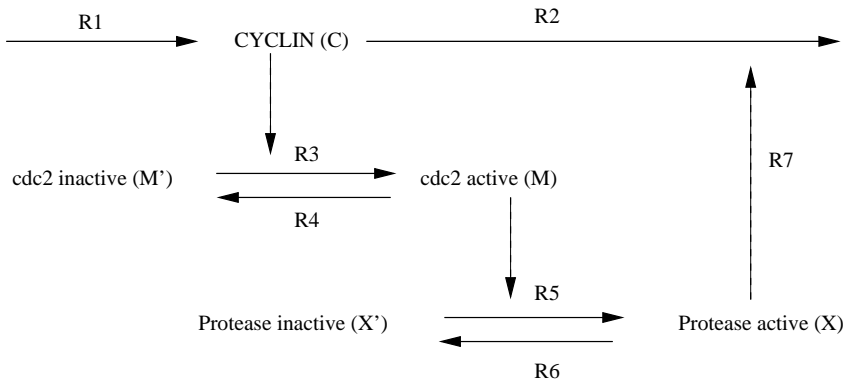 R1
R2
CYCLIN (C)
R3
R7
cdc2 inactive (M’)
cdc2 active (M)
R4
R5
Protease inactive (X’)
Protease active (X)
R6